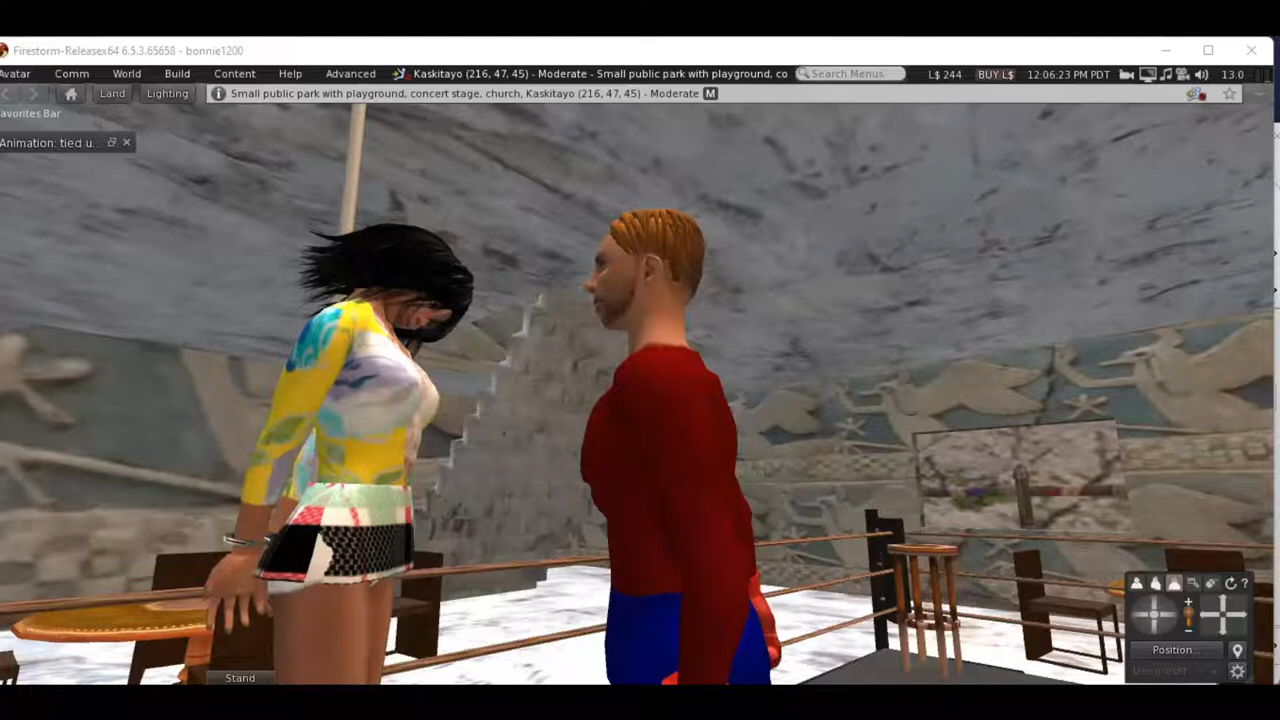 Firestorm-Releasex64 6.5.3.65658 - bonnie1200
Avatar Comm World Build Content Help Advanced Kaskitayo (216, 47, 45) - Moderate - Small public park with playground, co Search Menus L$ 244 BUY L$ 12:06:23 PM PDT 13.0
Land Lighting Small public park with playground, concert stage, church, Kaskitayo (216, 47, 45) - Moderate M
avorites Bar
Animation: tied u...
?
Position...
Stand